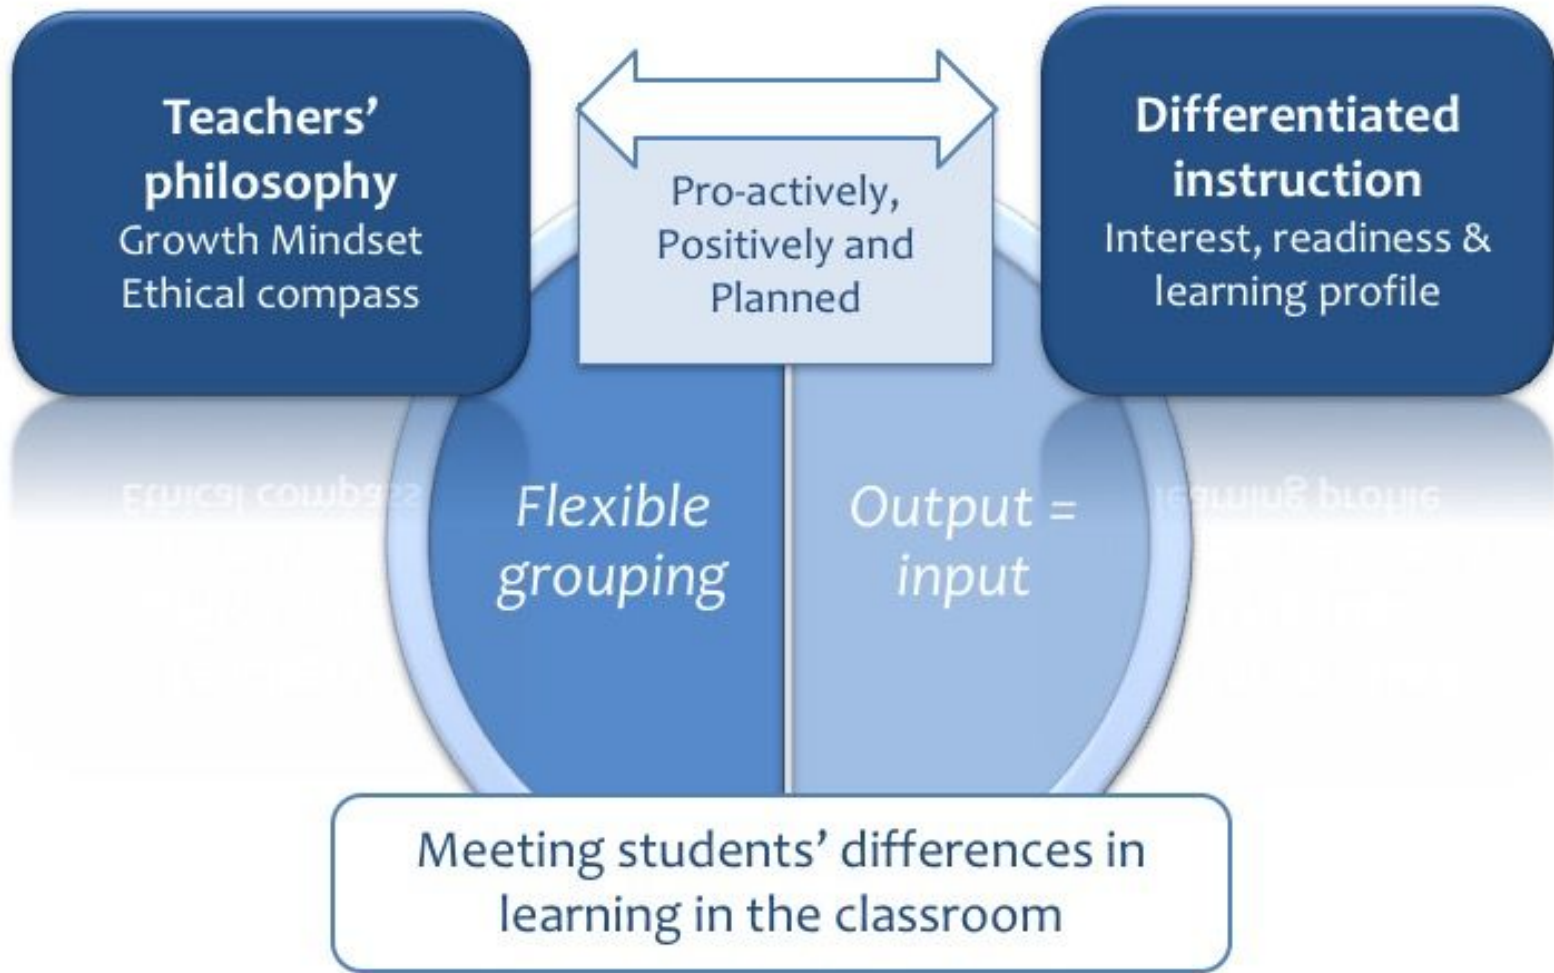 Teachers’
philosophy
Growth Mindset
Ethical compass
Pro-actively,
Positively and
Planned
Differentiated
instruction
Interest, readiness &
learning profile
Flexible
grouping
Output =
input
Meeting students’ differences in
learning in the classroom